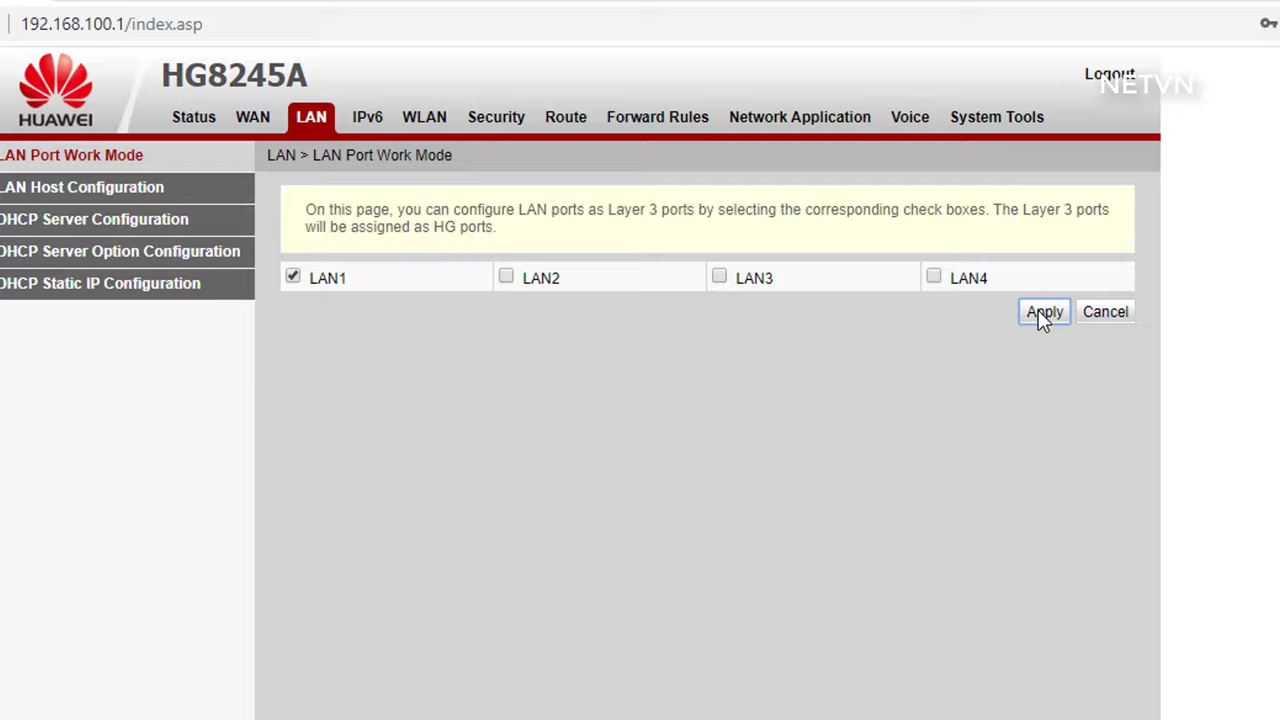 192.168.100.1/index.asp
HUAWEI
HG8245A
Logout
NETVN
Status WAN LAN IPv6 WLAN Security Route Forward Rules Network Application Voice System Tools
LAN Port Work Mode
LAN Host Configuration
DHCP Server Configuration
DHCP Server Option Configuration
DHCP Static IP Configuration
LAN > LAN Port Work Mode
On this page, you can configure LAN ports as Layer 3 ports by selecting the corresponding check boxes. The Layer 3 ports
will be assigned as HG ports.
LAN1 LAN2 LAN3 LAN4
Apply Cancel